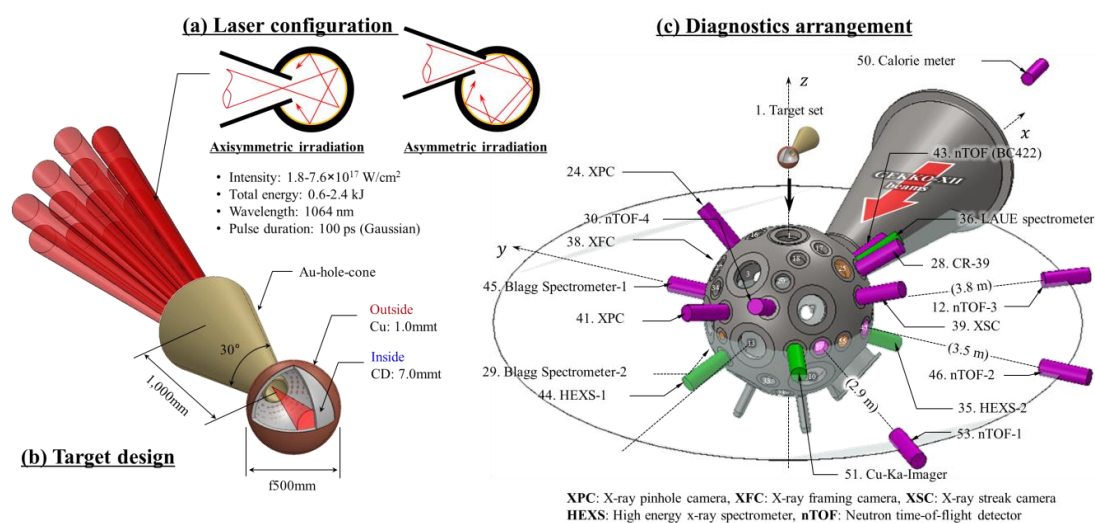 (a) Laser configuration
Axisymmetric irradiation
Asymmetric irradiation
• Intensity: 1.8-7.6×10¹⁷ W/cm²
• Total energy: 0.6-2.4 kJ
• Wavelength: 1064 nm
• Pulse duration: 100 ps (Gaussian)
Au-hole-cone
Outside
Cu: 1.0mmt
Inside
CD: 7.0mmt
30°
1.000mm
f500mm
(b) Target design
(c) Diagnostics arrangement
50. Calorie meter
z
1. Target set
x
43. nTOF (BC422)
GEKKO-XII
beams
24. XPC
36. LAUE spectrometer
30. nTOF-4
38. XFC
28. CR-39
y
(3.8 m)
45. Blagg Spectrometer-1
12. nTOF-3
41. XPC
39. XSC
(3.5 m)
29. Blagg Spectrometer-2
46. nTOF-2
44. HEXS-1
(2.9 m)
35. HEXS-2
53. nTOF-1
51. Cu-Ka-Imager
XPC: X-ray pinhole camera, XFC: X-ray framing camera, XSC: X-ray streak camera
HEXS: High energy x-ray spectrometer, nTOF: Neutron time-of-flight detector